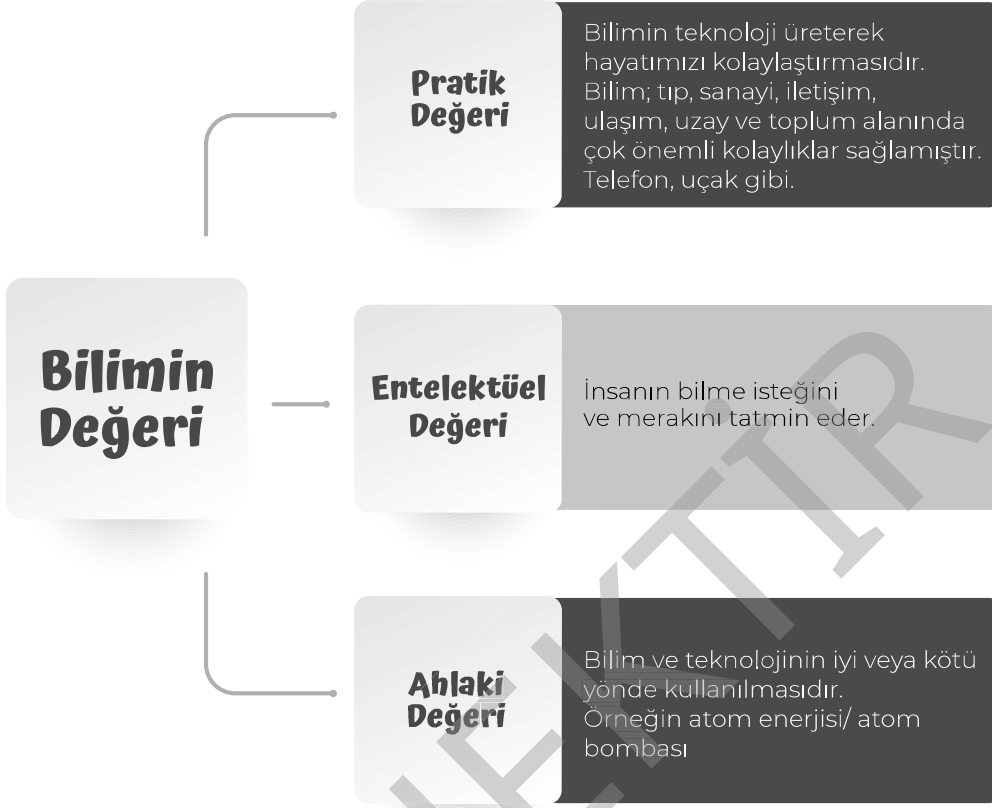 Pratik
Değeri
Bilimin teknoloji üreterek
hayatımızı kolaylaştırmasıdır.
Bilim; tıp, sanayi, iletişim,
ulaşım, uzay ve toplum alanında
çok önemli kolaylıklar sağlamıştır.
Telefon, uçak gibi.
Bilimin
Değeri
Entelektüel
Değeri
İnsanın bilme isteğini
ve merakını tatmin eder.
Ahlaki
Değeri
Bilim ve teknolojinin iyi veya kötü
yönde kullanılmasıdır.
Örneğin atom enerjisi/ atom
bombası